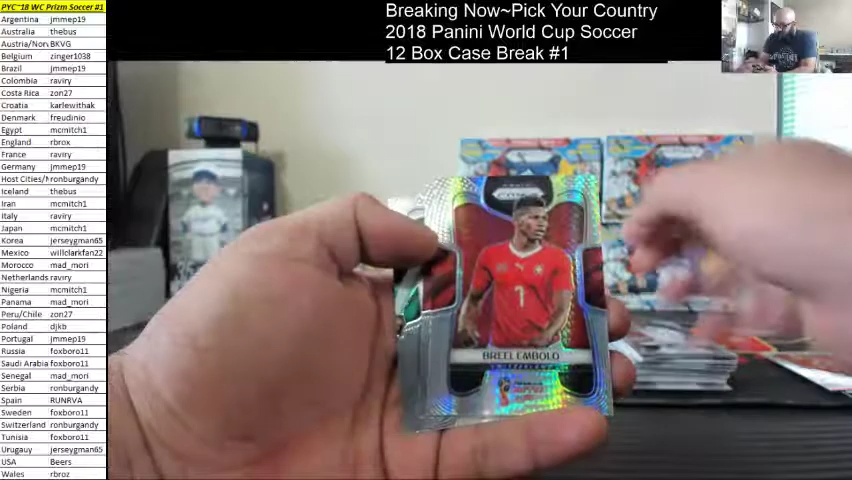 PYC~18 WC Prizm Soccer #1
Argentina jmmep19
Australia thebus
Austria/Nor BKVG
Belgium zinger1038
Brazil jmmep19
Colombia raviry
Costa Rica zon27
Croatia karlewithak
Denmark freudinio
Egypt mcmitch1
England rbrox
France raviry
Germany jmmep19
Host Cities/N ronburgandy
Iceland thebus
Iran mcmitch1
Italy raviry
Japan mcmitch1
Korea jerseygman65
Mexico willclarkfan22
Morocco mad_mori
Netherlands raviry
Nigeria mcmitch1
Panama mad_mori
Peru/Chile zon27
Poland djkb
Portugal jmmep19
Russia foxboro11
Saudi Arabia foxboro11
Senegal mad_mori
Serbia ronburgandy
Spain RUNRVA
Sweden foxboro11
Switzerland ronburgandy
Tunisia foxboro11
Urugauy jerseygman65
USA Beers
Wales rbroz
Breaking Now~Pick Your Country
2018 Panini World Cup Soccer
12 Box Case Break #1
PRIZM
7
BREEL EMBOLO
SWITZERLAND